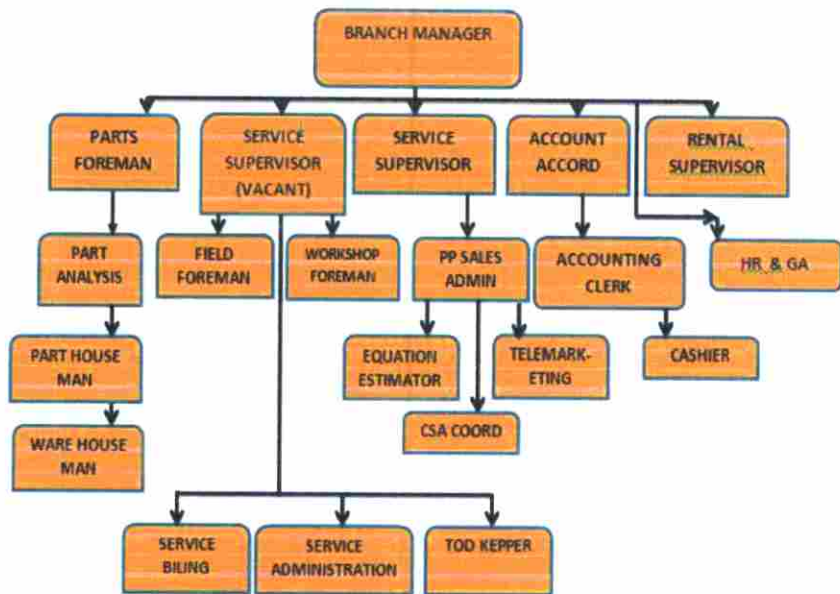 BRANCH MANAGER
PARTS
FOREMAN
SERVICE
SUPERVISOR
(VACANT)
SERVICE
SUPERVISOR
ACCOUNT
ACCORD
RENTAL
SUPERVISOR
PART
ANALYSIS
FIELD
FOREMAN
WORKSHOP
FOREMAN
PP SALES
ADMIN
ACCOUNTING
CLERK
HR & GA
PART HOUSE
MAN
EQUATION
ESTIMATOR
TELEMARK-
ETING
CASHIER
WARE HOUSE
MAN
CSA COORD
SERVICE
BILING
SERVICE
ADMINISTRATION
TOD KEPPER